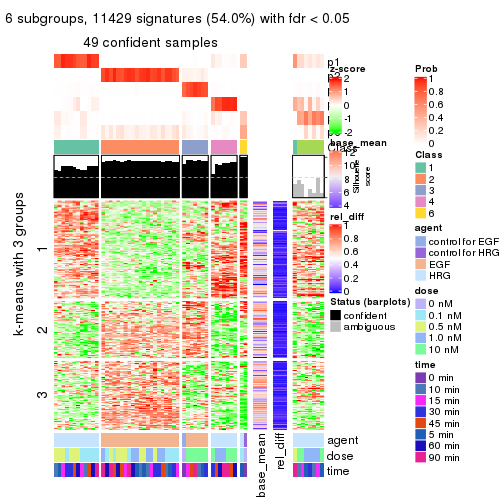 6 subgroups, 11429 signatures (54.0%) with fdr < 0.05
49 confident samples
p1
z-score
2
1
0
-1
-2
Class
base_mean
12
10
8
6
4
Silhouette
score
rel_diff
1
0.8
0.6
0.4
0.2
0
Status (barplots)
confident
ambiguous
k-means with 3 groups
1
2
3
base_mean
rel_diff
agent
dose
time
Prob
1
0.8
0.6
0.4
0.2
0
Class
1
2
3
4
6
agent
control for EGF
control for HRG
EGF
HRG
dose
0 nM
0.1 nM
0.5 nM
1.0 nM
10 nM
time
0 min
10 min
15 min
30 min
45 min
5 min
60 min
90 min